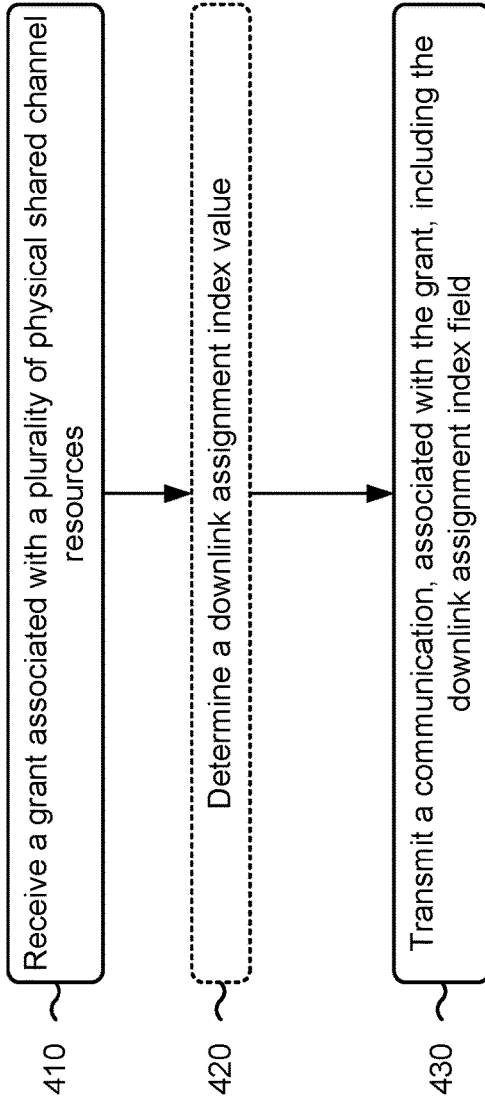 410
Receive a grant associated with a plurality of physical shared channel
resources
420
Determine a downlink assignment index value
430
Transmit a communication, associated with the grant, including the
downlink assignment index field